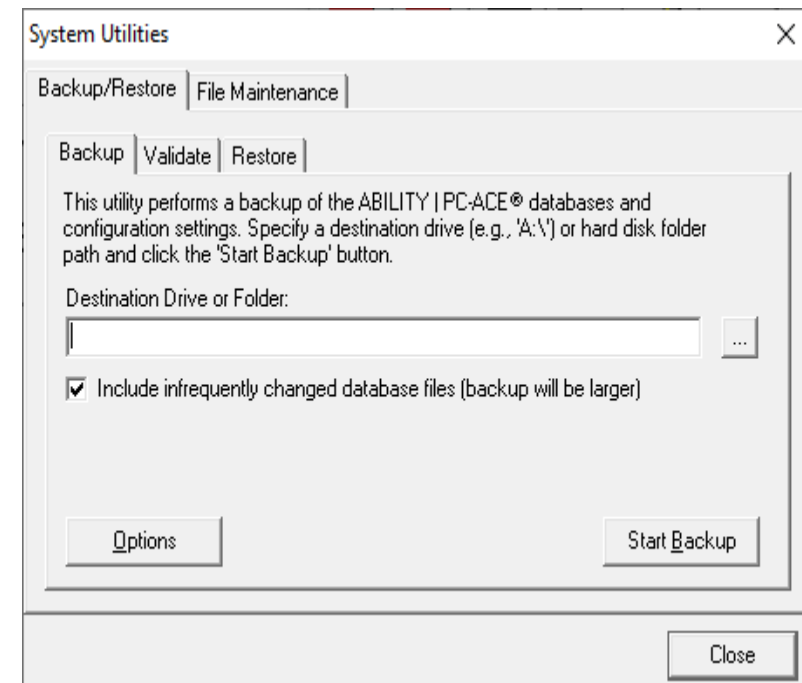 System Utilities
Backup/Restore
File Maintenance
Backup
Validate
Restore
This utility performs a backup of the ABILITY | PC-ACE® databases and
configuration settings. Specify a destination drive (e.g., 'A:\') or hard disk folder
path and click the 'Start Backup' button.
Destination Drive or Folder:
...
Include infrequently changed database files (backup will be larger)
Options
Start Backup
Close